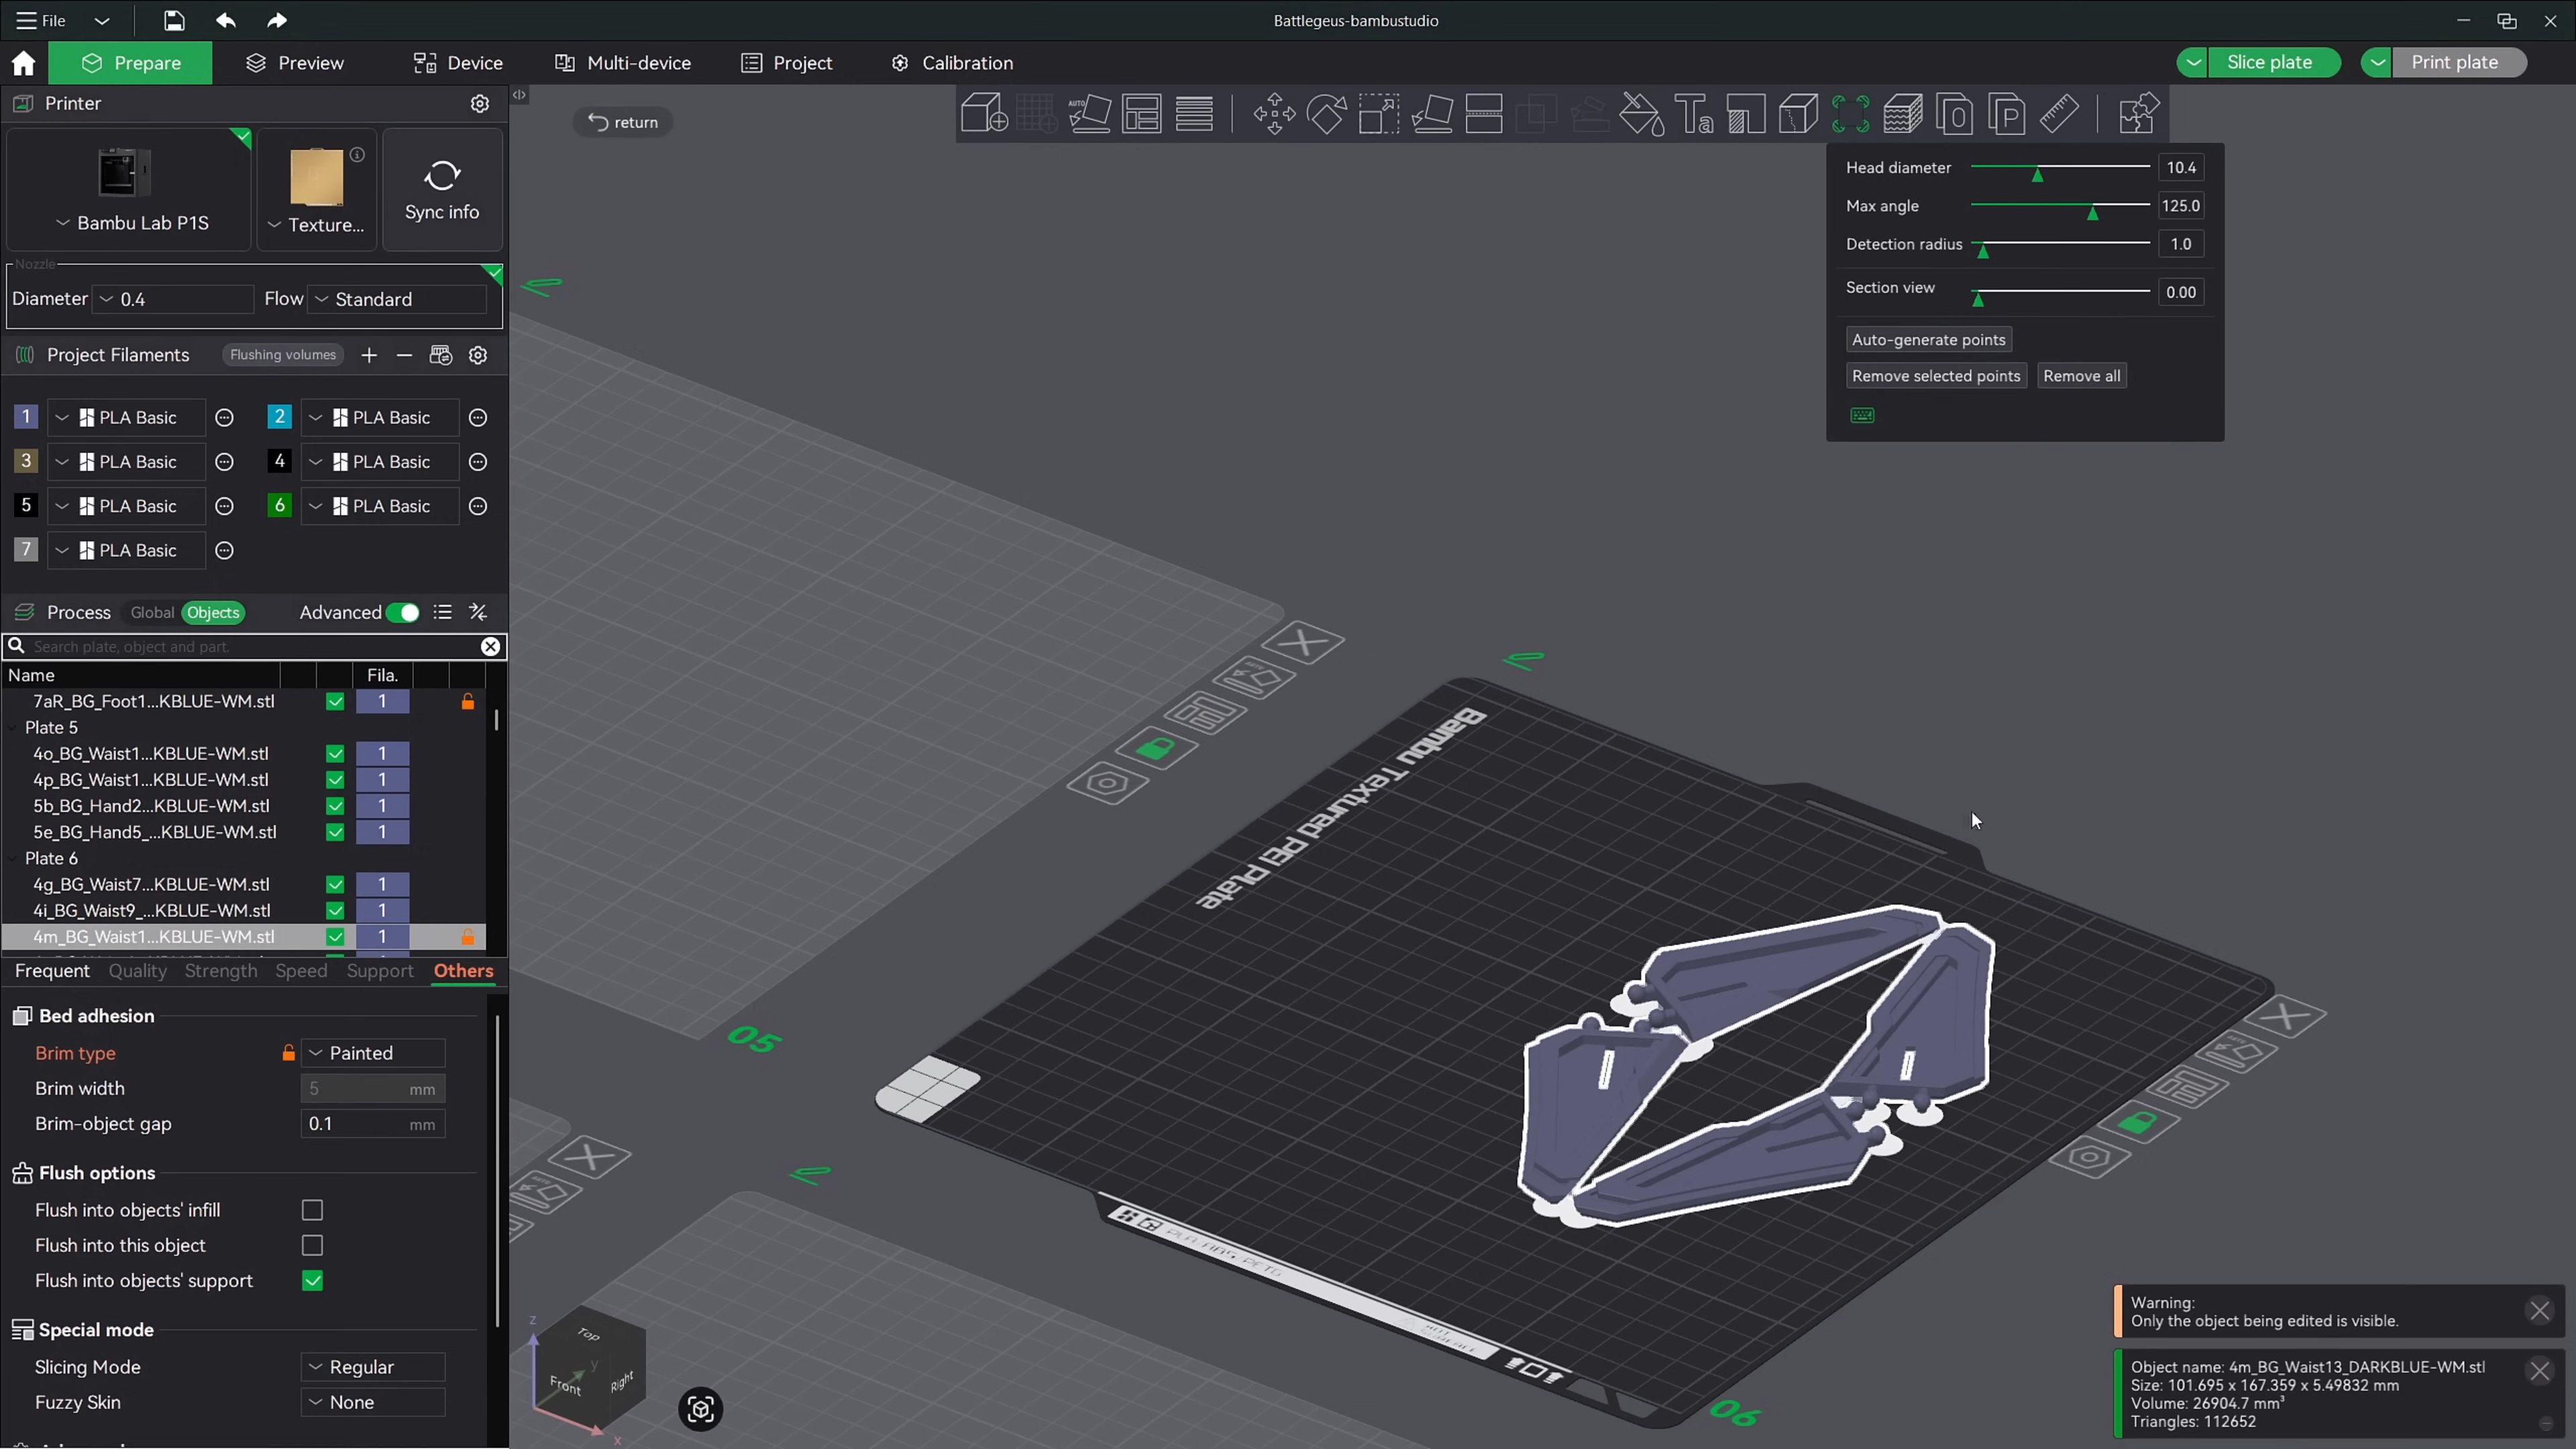 File
Battlegeus-bambustudio
Prepare
Preview
Device
Multi-device
Project
Calibration
Slice plate
Print plate
Printer
return
Bambu Lab P1S
Texture...
Sync info
Nozzle
Diameter
0.4
Flow
Standard
Project Filaments
Flushing volumes
1
PLA Basic
2
PLA Basic
3
PLA Basic
4
PLA Basic
5
PLA Basic
6
PLA Basic
7
PLA Basic
Process
Global
Objects
Advanced
Search plate, object and part.
Name
Fila.
7aR_BG_Foot1...KBLUE-WM.stl
1
Plate 5
4o_BG_Waist1...KBLUE-WM.stl
1
4p_BG_Waist1...KBLUE-WM.stl
1
5b_BG_Hand2...KBLUE-WM.stl
1
5e_BG_Hand5_...KBLUE-WM.stl
1
Plate 6
4g_BG_Waist7...KBLUE-WM.stl
1
4i_BG_Waist9_...KBLUE-WM.stl
1
4m_BG_Waist1...KBLUE-WM.stl
1
Frequent
Quality
Strength
Speed
Support
Others
Bed adhesion
Brim type
Painted
Brim width
5
mm
Brim-object gap
0.1
mm
Flush options
Flush into objects' infill
Flush into this object
Flush into objects' support
Special mode
Slicing Mode
Regular
Fuzzy Skin
None
AUTO
Ta
O
P
Head diameter
10.4
Max angle
125.0
Detection radius
1.0
Section view
0.00
Auto-generate points
Remove selected points
Remove all
Bambu Textured PEI Plate
05
06
PLA ABS PETG
z
Top
y
Front
Right
x
Warning:
Only the object being edited is visible.
Object name: 4m_BG_Waist13_DARKBLUE-WM.stl
Size: 101.695 x 167.359 x 5.49832 mm
Volume: 26904.7 mm³
Triangles: 112652